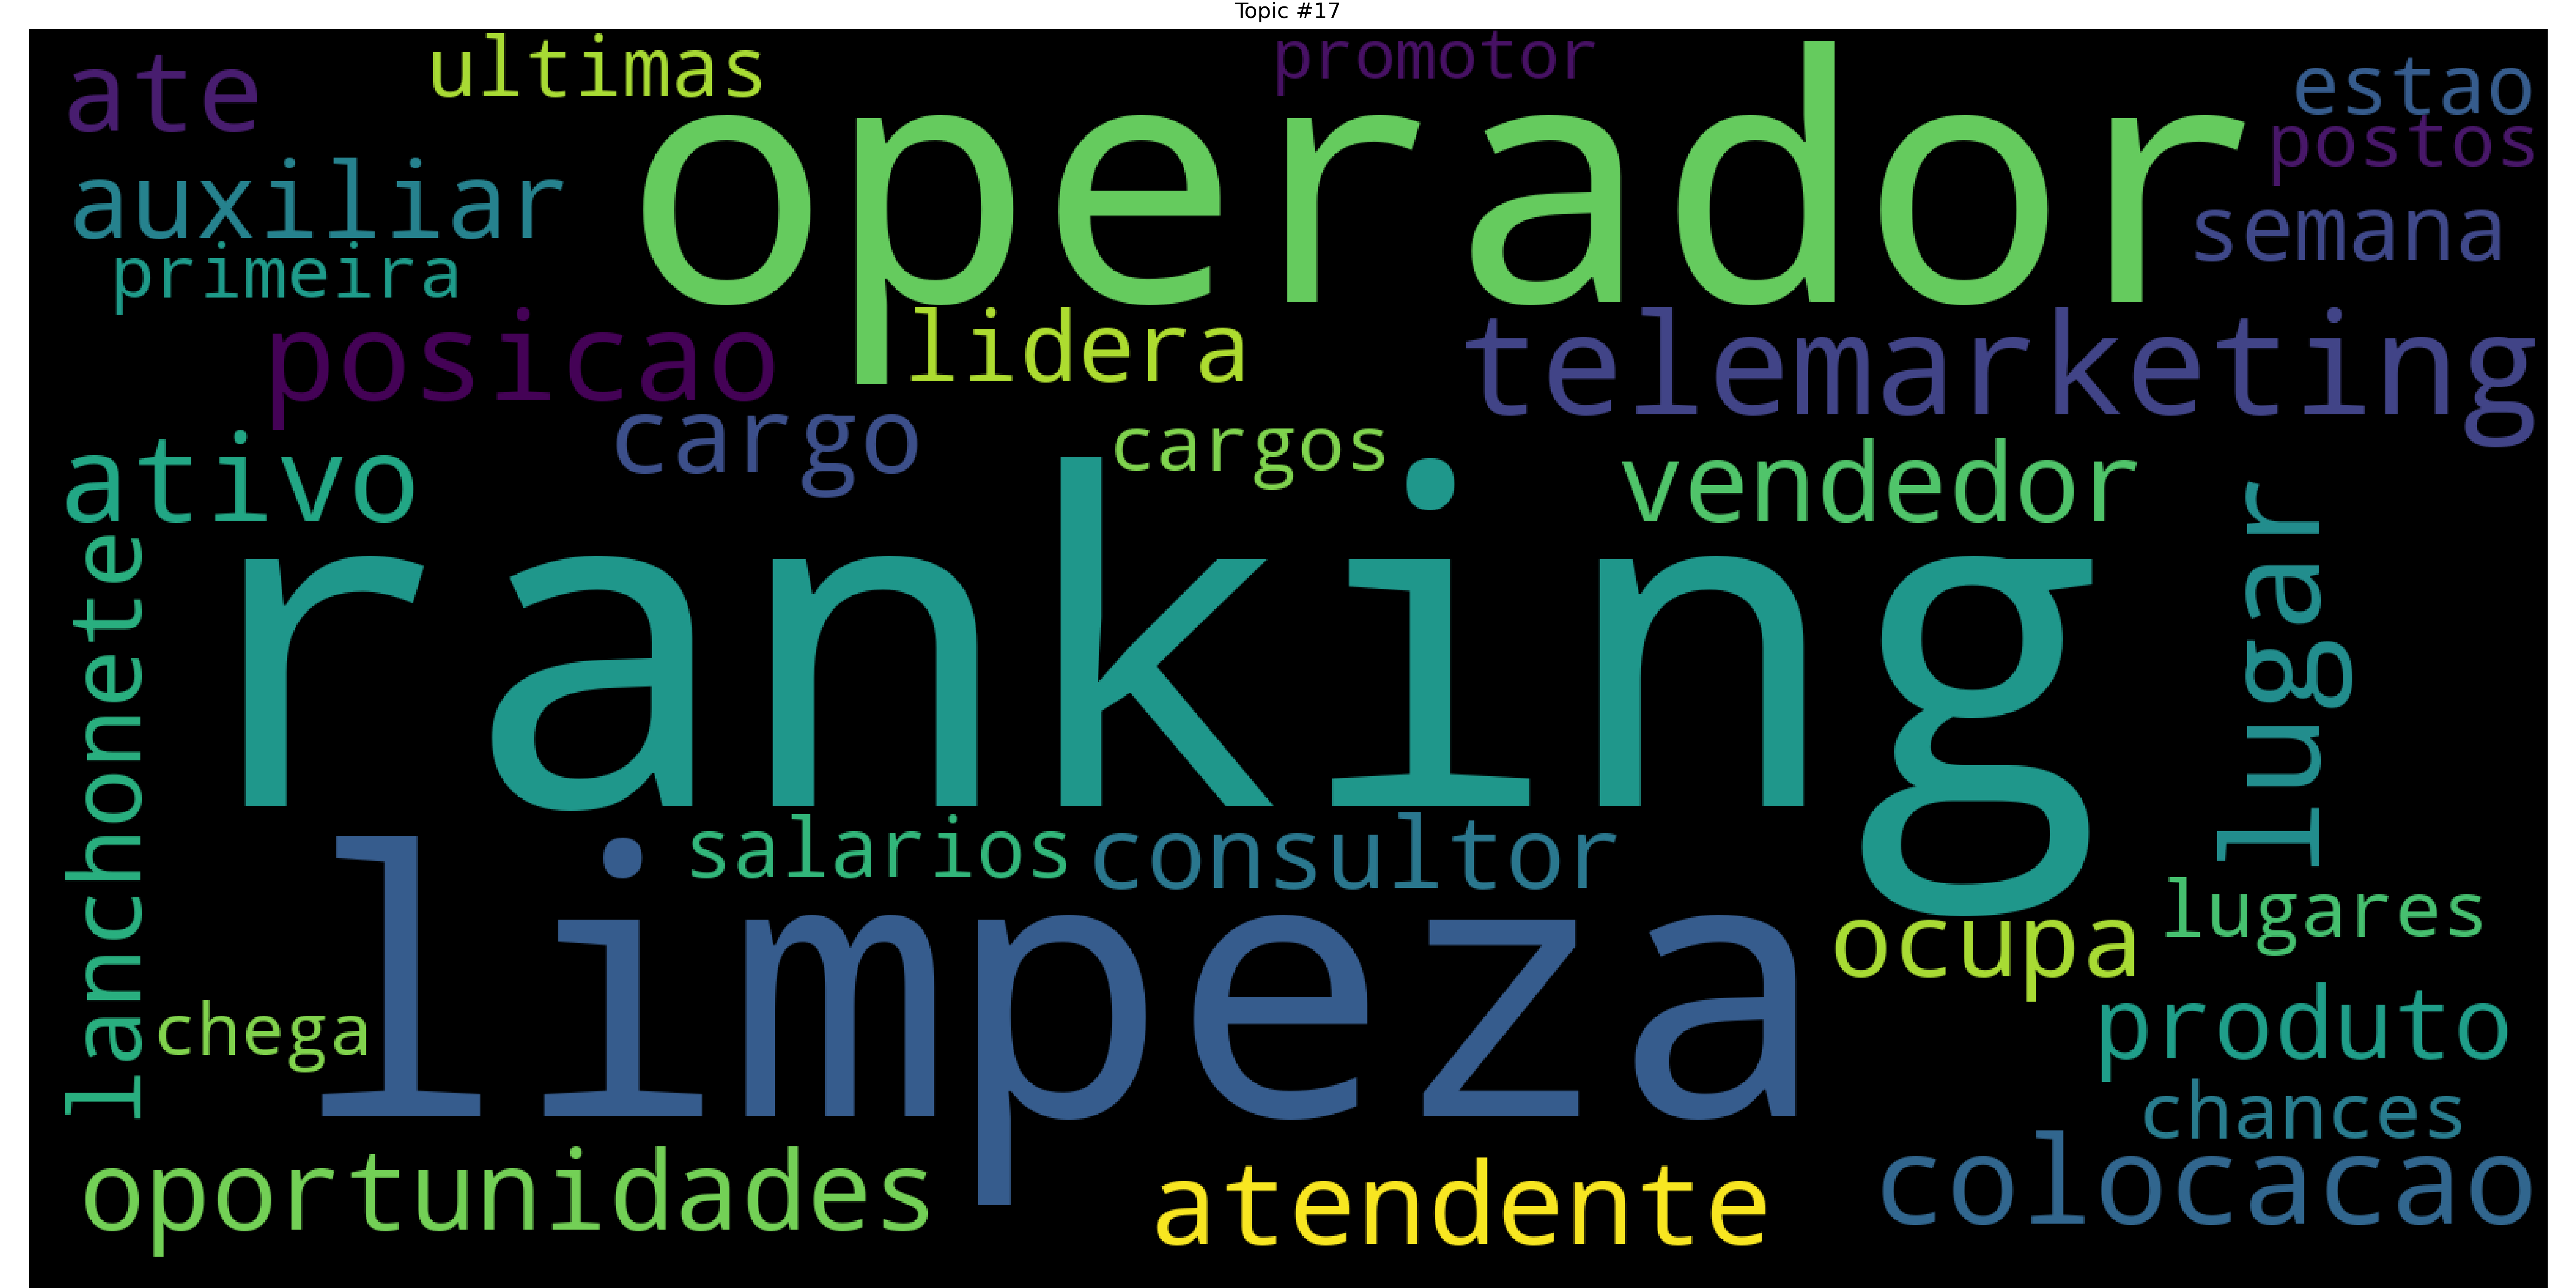 Topic #17
ate
ultimas
promotor
estao
operador
postos
auxiliar
semana
primeira
posicao
lidera
telemarketing
cargo
cargos
ativo
vendedor
lanchonete
ranking
lugar
salarios
consultor
limpeza
ocupa
lugares
chega
produto
chances
oportunidades
atendente
colocacao